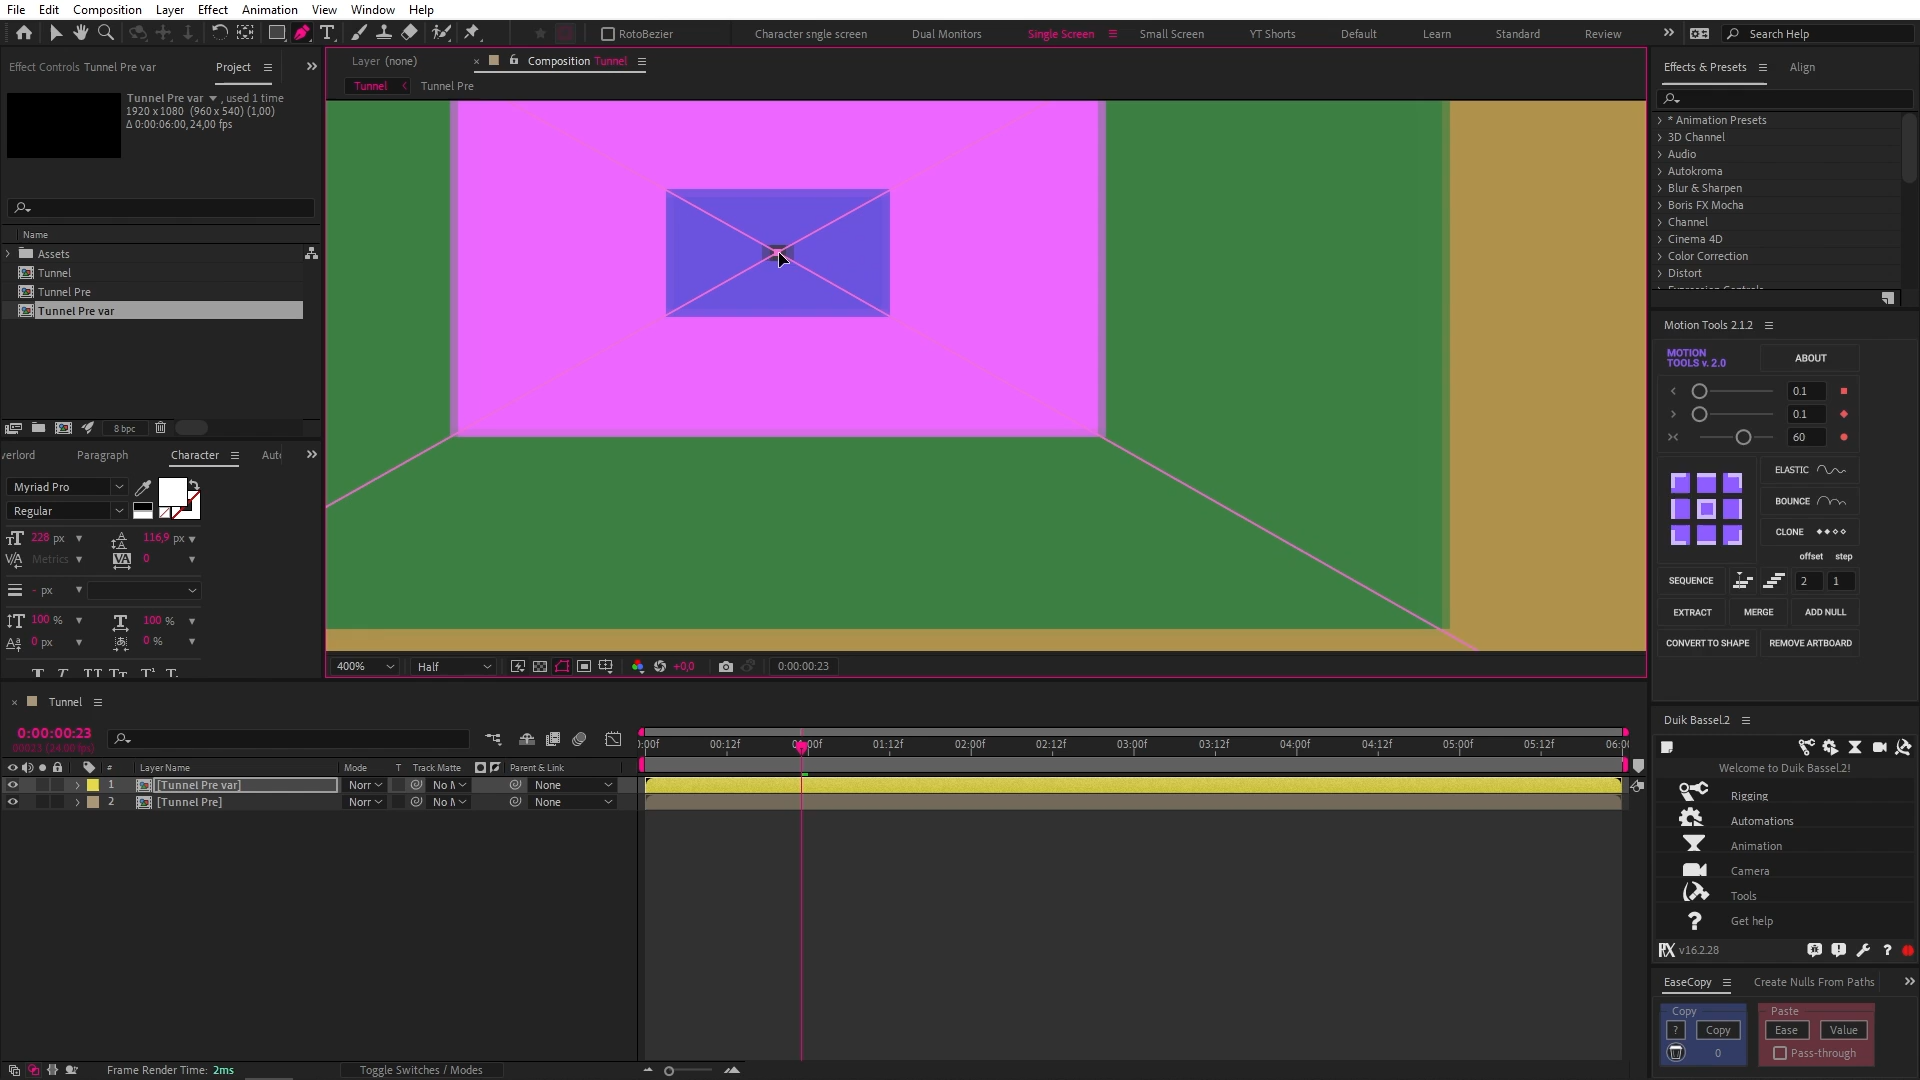 File Edit Composition Layer Effect Animation View Window Help
RotoBezier Character sngle screen Dual Monitors Single Screen Small Screen YT Shorts Default Learn Standard Review Search Help
Effect Controls Tunnel Pre var Project
Layer (none) Composition Tunnel
Tunnel Tunnel Pre
Tunnel Pre var , used 1 time
1920 x 1080 (960 x 540) (1,00)
Δ 0:00:06:00, 24,00 fps
Name
Assets
Tunnel
Tunnel Pre
Tunnel Pre var
8 bpc
verlord Paragraph Character
Myriad Pro
Regular
228 px 116,9 px
Metrics 0
- px
100 % 100 %
0 px 0 %
400% Half +0,0 0:00:00:23
Effects & Presets Align
* Animation Presets
3D Channel
Audio
Autokroma
Blur & Sharpen
Boris FX Mocha
Channel
Cinema 4D
Color Correction
Distort
Motion Tools 2.1.2
MOTION
TOOLS v. 2.0
ABOUT
0.1
0.1
60
ELASTIC
BOUNCE
CLONE
offset step
SEQUENCE 2 1
EXTRACT MERGE ADD NULL
CONVERT TO SHAPE REMOVE ARTBOARD
Tunnel
0:00:00:23
00023 (24.00 fps)
:00f 00:12f 01:12f 02:00f 02:12f 03:00f 03:12f 04:00f 04:12f 05:00f 05:12f
# Layer Name Mode T Track Matte Parent & Link
1 [Tunnel Pre var] None
2 [Tunnel Pre] None
Frame Render Time: 2ms Toggle Switches / Modes
Duik Bassel.2
Welcome to Duik Bassel.2!
Rigging
Automations
Animation
Camera
Tools
Get help
v16.2.28
EaseCopy Create Nulls From Paths
Copy Paste
? Copy Ease Value
0 Pass-through